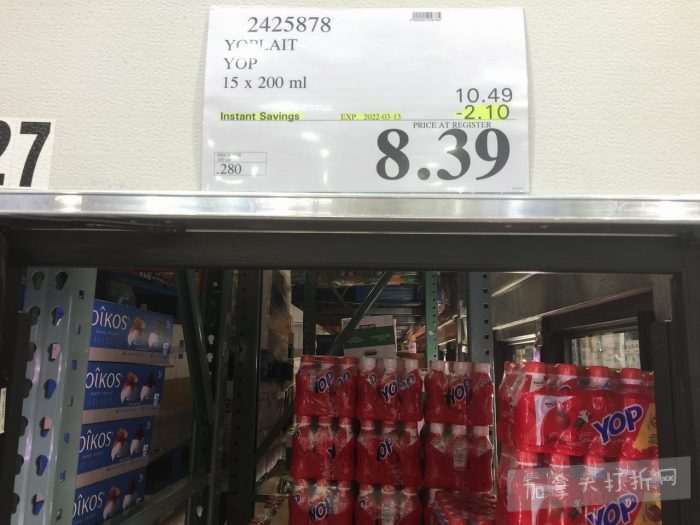 2425878
YOPLAIT
YOP
15 x 200 ml
10.49
Instant Savings
EXP 2022-03-13
-2.10
PRICE AT REGISTER
8.39
.280
27
OÎKOS
OÎKOS
OÎKOS
OÎKOS
YOP
YOP
YOP
YOP
YOP
YOP
YOP
加拿大打折网